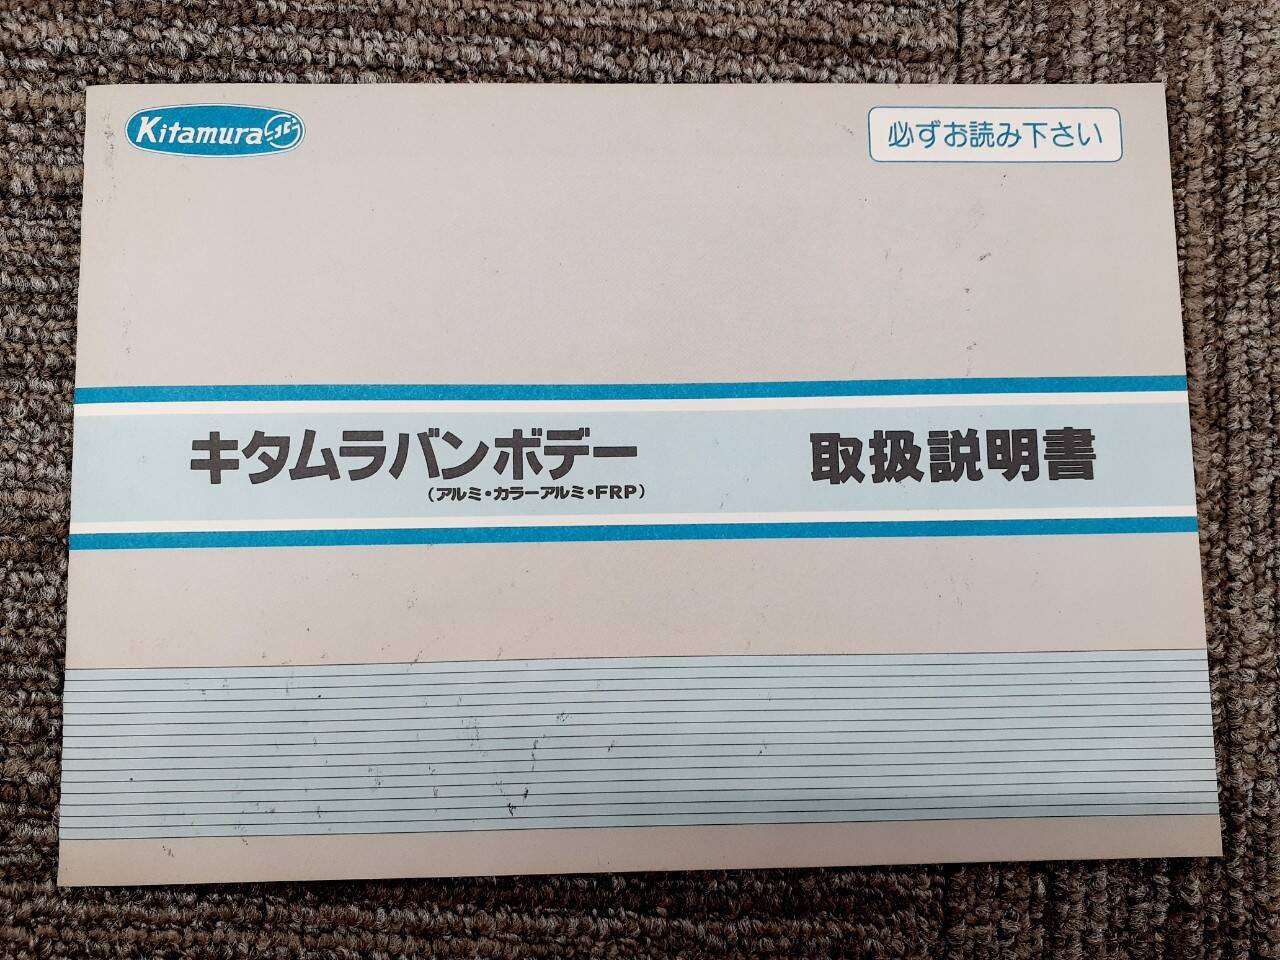 Kitamura
必ずお読み下さい
キタムラバンボデー 取扱説明書
(アルミ・カラーアルミ・FRP)